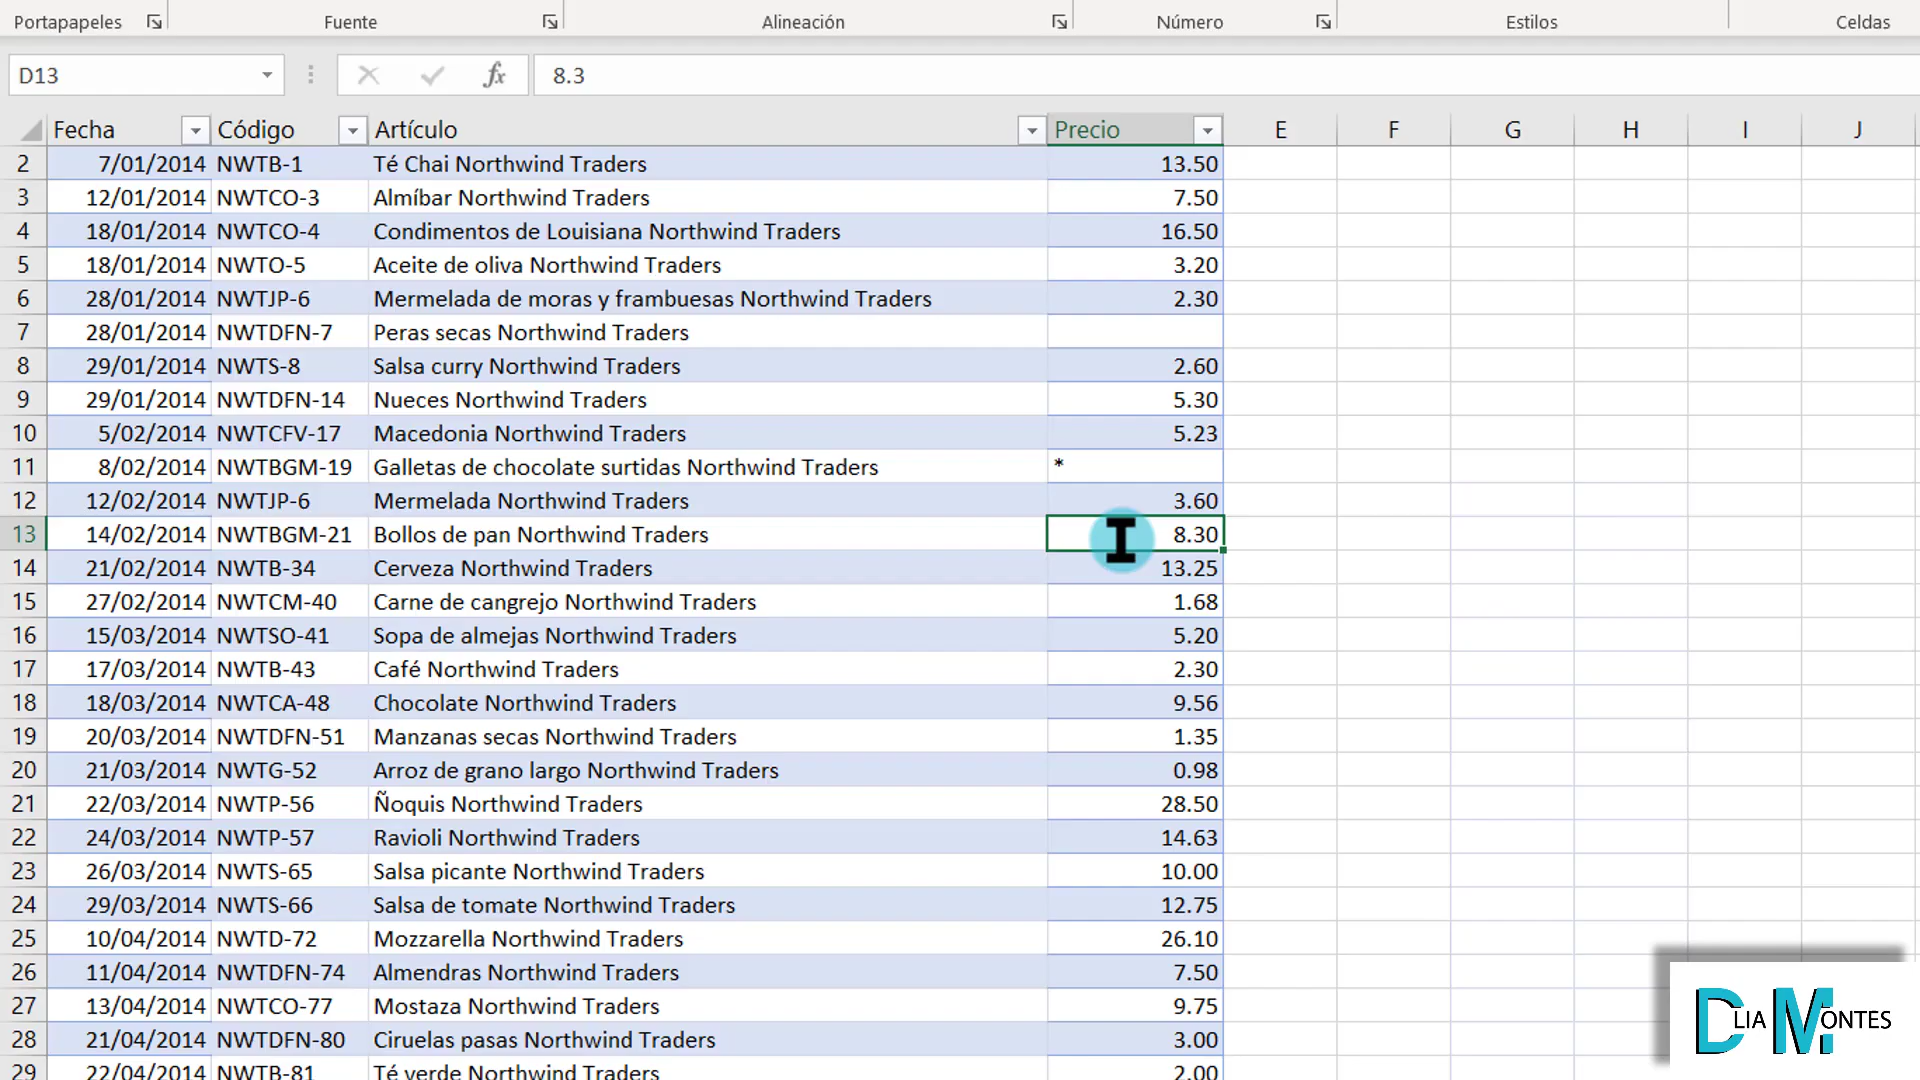 Portapapeles Fuente Alineación Número Estilos Celdas
D13 fx 8.3
Fecha Código Artículo Precio E F G H I J
2 7/01/2014 NWTB-1 Té Chai Northwind Traders 13.50
3 12/01/2014 NWTCO-3 Almíbar Northwind Traders 7.50
4 18/01/2014 NWTCO-4 Condimentos de Louisiana Northwind Traders 16.50
5 18/01/2014 NWTO-5 Aceite de oliva Northwind Traders 3.20
6 28/01/2014 NWTJP-6 Mermelada de moras y frambuesas Northwind Traders 2.30
7 28/01/2014 NWTDFN-7 Peras secas Northwind Traders
8 29/01/2014 NWTS-8 Salsa curry Northwind Traders 2.60
9 29/01/2014 NWTDFN-14 Nueces Northwind Traders 5.30
10 5/02/2014 NWTCFV-17 Macedonia Northwind Traders 5.23
11 8/02/2014 NWTBGM-19 Galletas de chocolate surtidas Northwind Traders *
12 12/02/2014 NWTJP-6 Mermelada Northwind Traders 3.60
13 14/02/2014 NWTBGM-21 Bollos de pan Northwind Traders 8.30
14 21/02/2014 NWTB-34 Cerveza Northwind Traders 13.25
15 27/02/2014 NWTCM-40 Carne de cangrejo Northwind Traders 1.68
16 15/03/2014 NWTSO-41 Sopa de almejas Northwind Traders 5.20
17 17/03/2014 NWTB-43 Café Northwind Traders 2.30
18 18/03/2014 NWTCA-48 Chocolate Northwind Traders 9.56
19 20/03/2014 NWTDFN-51 Manzanas secas Northwind Traders 1.35
20 21/03/2014 NWTG-52 Arroz de grano largo Northwind Traders 0.98
21 22/03/2014 NWTP-56 Ñoquis Northwind Traders 28.50
22 24/03/2014 NWTP-57 Ravioli Northwind Traders 14.63
23 26/03/2014 NWTS-65 Salsa picante Northwind Traders 10.00
24 29/03/2014 NWTS-66 Salsa de tomate Northwind Traders 12.75
25 10/04/2014 NWTD-72 Mozzarella Northwind Traders 26.10
26 11/04/2014 NWTDFN-74 Almendras Northwind Traders 7.50
27 13/04/2014 NWTCO-77 Mostaza Northwind Traders 9.75
28 21/04/2014 NWTDFN-80 Ciruelas pasas Northwind Traders 3.00
29 22/04/2014 NWTB-81 Té verde Northwind Traders 2.00
DLIA MONTES